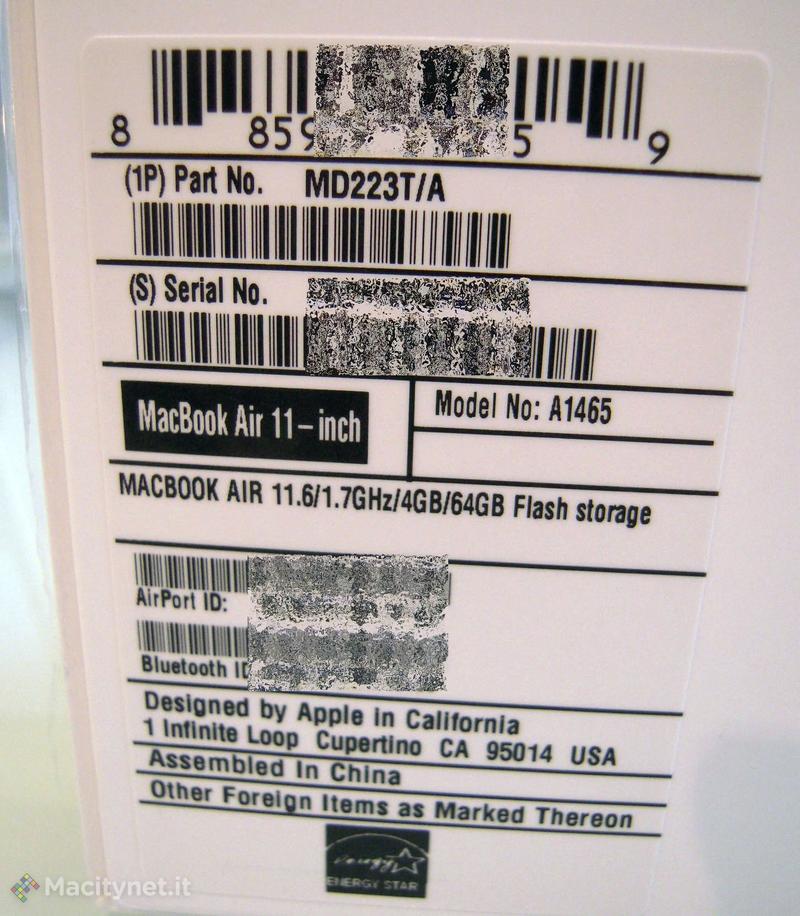 8 859 5 9
(1P) Part No. MD223T/A
(S) Serial No.
MacBook Air 11-inch
Model No: A1465
MACBOOK AIR 11.6/1.7GHz/4GB/64GB Flash storage
AirPort ID:
Bluetooth ID
Designed by Apple in California
1 Infinite Loop Cupertino CA 95014 USA
Assembled In China
Other Foreign Items as Marked Thereon
energy
ENERGY STAR
Macitynet.it